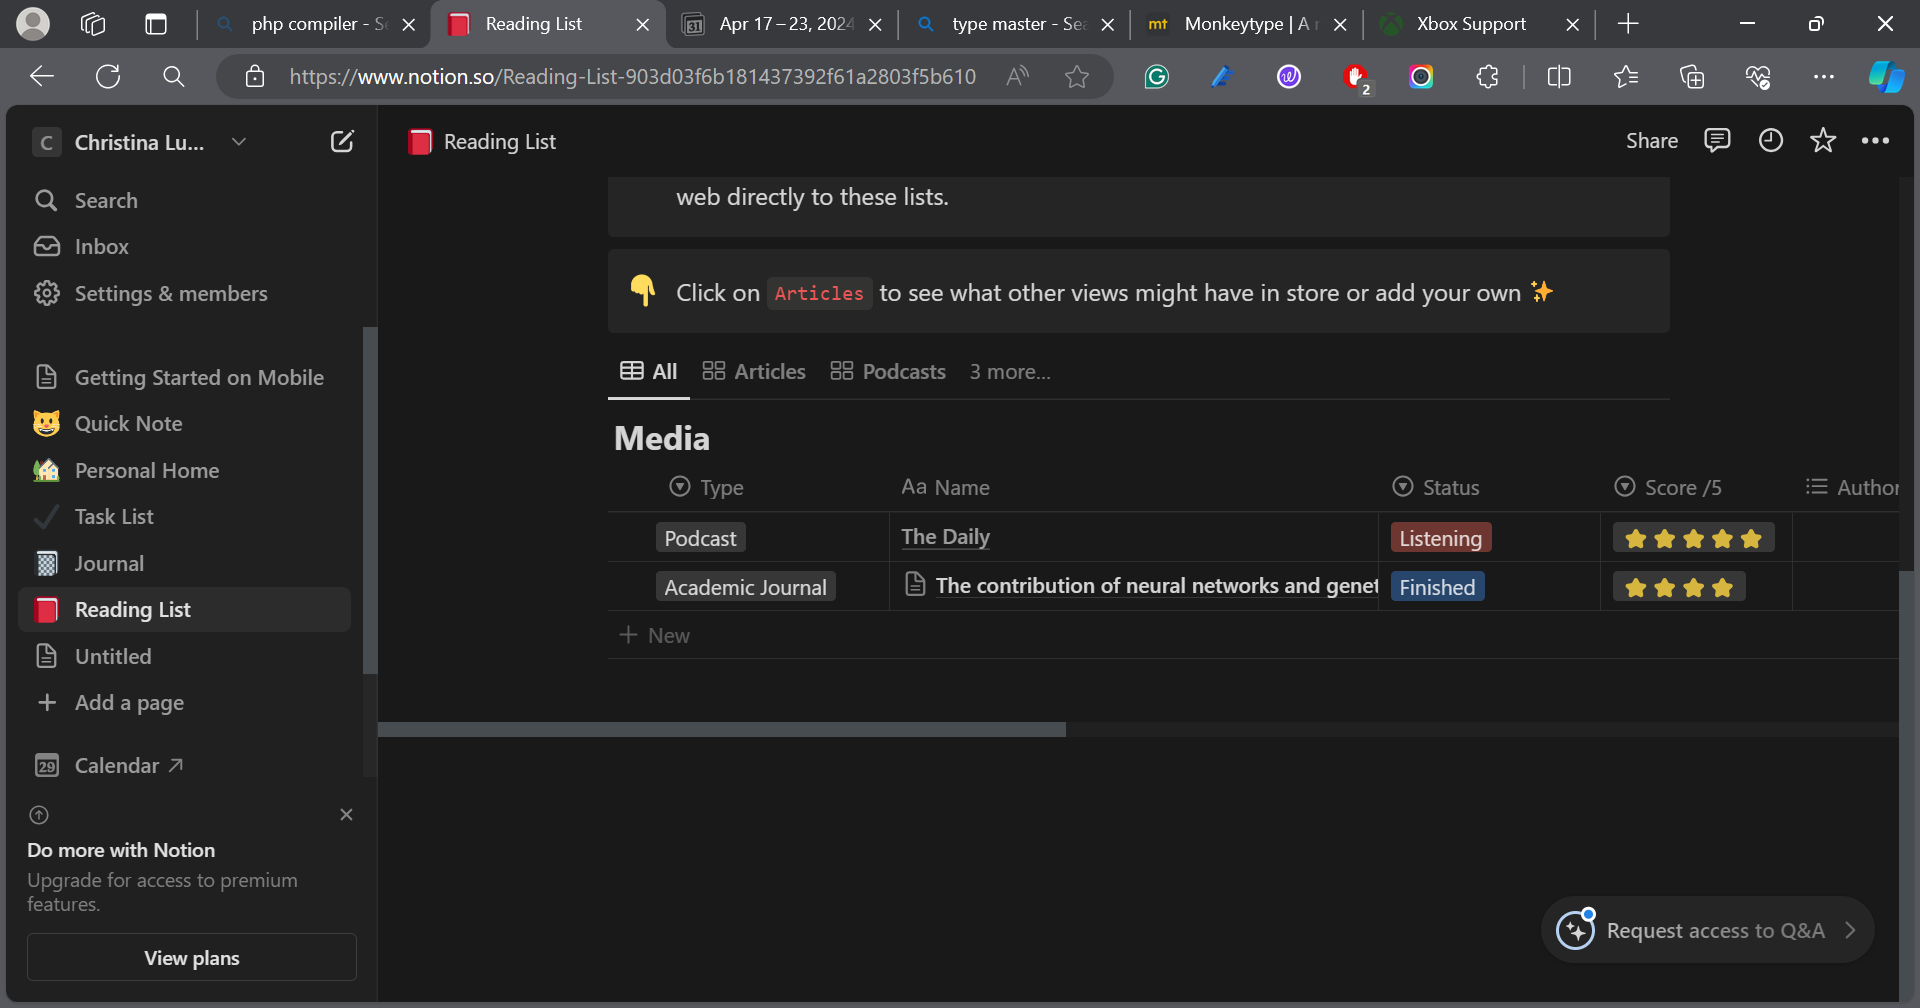 php compiler - Se
Reading List
Apr 17 – 23, 2024
type master - Sea
mt Monkeytype | A
Xbox Support
https://www.notion.so/Reading-List-903d03f6b181437392f61a2803f5b610
2
C Christina Lu...
Search
Inbox
Settings & members
Getting Started on Mobile
Quick Note
Personal Home
Task List
Journal
Reading List
Untitled
Add a page
29 Calendar
Do more with Notion
Upgrade for access to premium
features.
View plans
Reading List
Share
web directly to these lists.
Click on Articles to see what other views might have in store or add your own
All Articles Podcasts 3 more...
Media
Type Aa Name Status Score /5 Author
Podcast The Daily Listening
Academic Journal The contribution of neural networks and genet Finished
New
Request access to Q&A